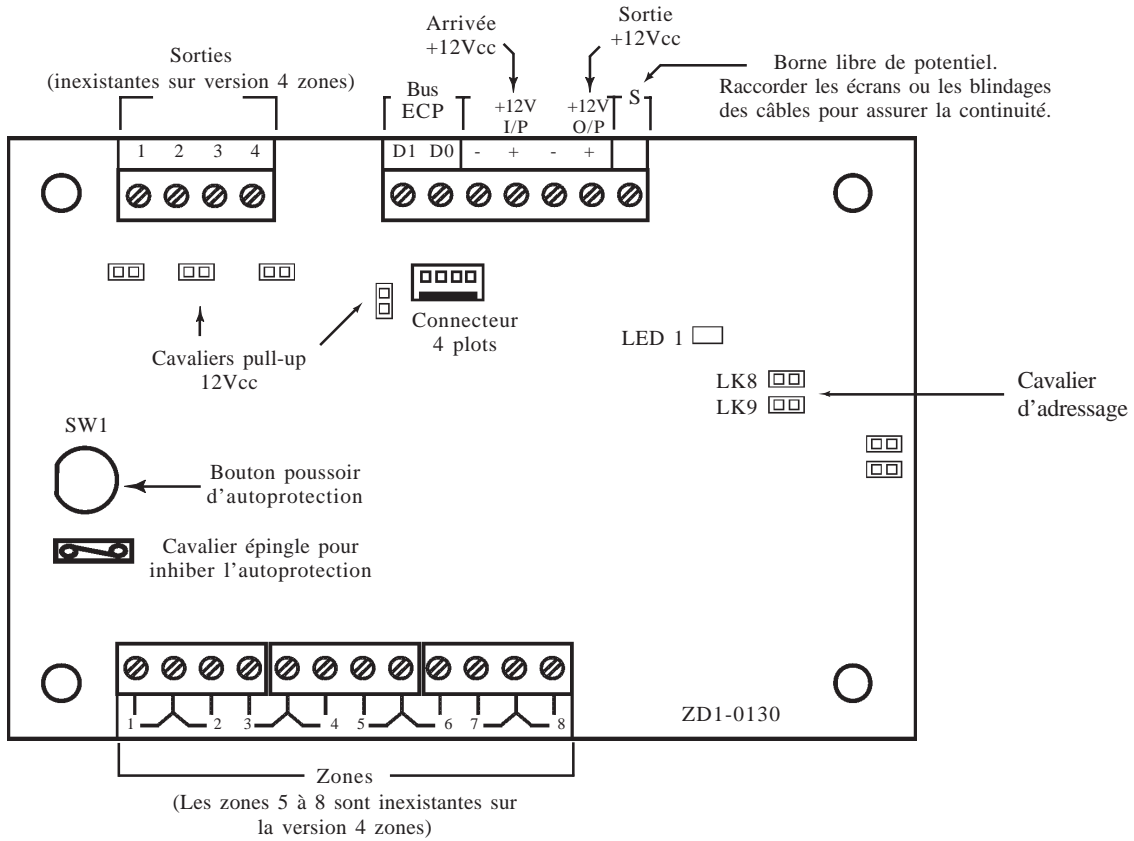 Arrivée
+12Vcc
Sortie
+12Vcc
Sorties
(inexistantes sur version 4 zones)
Borne libre de potentiel.
Raccorder les écrans ou les blindages
des câbles pour assurer la continuité.
Bus
ECP
+12V
I/P
+12V
O/P
S
1 2 3 4
D1 D0 - + - +
Connecteur
4 plots
Cavaliers pull-up
12Vcc
LED 1
LK8
LK9
Cavalier
d'adressage
SW1
Bouton poussoir
d'autoprotection
Cavalier épingle pour
inhiber l'autoprotection
1 2 3 4 5 6 7 8
ZD1-0130
Zones
(Les zones 5 à 8 sont inexistantes sur
la version 4 zones)